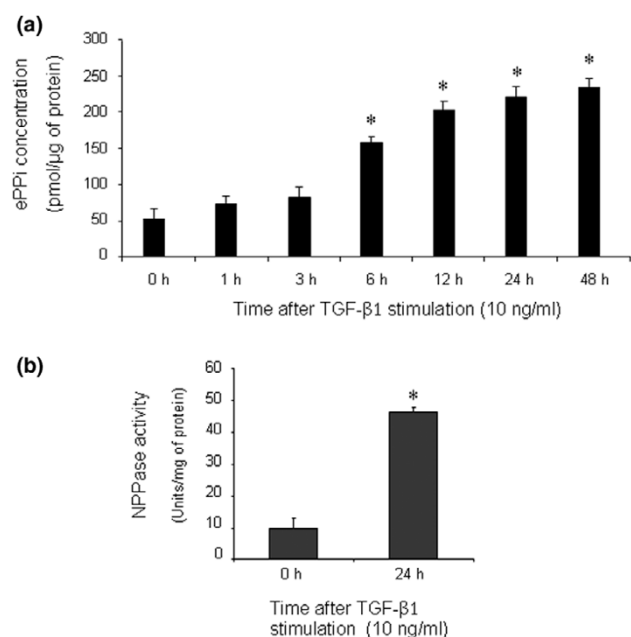 (a)
ePPi concentration
(pmol/µg of protein)
300
250
200
150
100
50
0
*
*
*
*
0 h 1 h 3 h 6 h 12 h 24 h 48 h
Time after TGF-β1 stimulation (10 ng/ml)
(b)
NPPase activity
(Units/mg of protein)
60
50
40
30
20
10
0
*
0 h 24 h
Time after TGF-β1
stimulation (10 ng/ml)